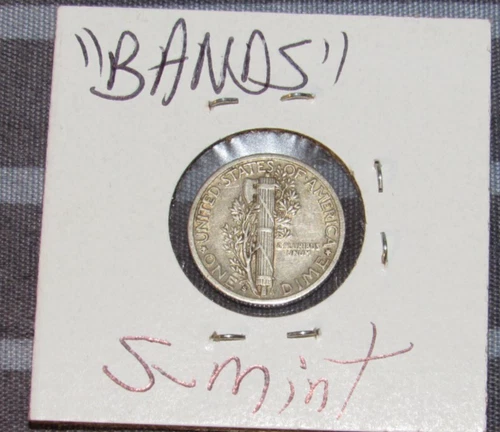 "BANDS"
UNITED STATES OF AMERICA
E PLURIBUS
UNUM
ONE DIME
S-mint